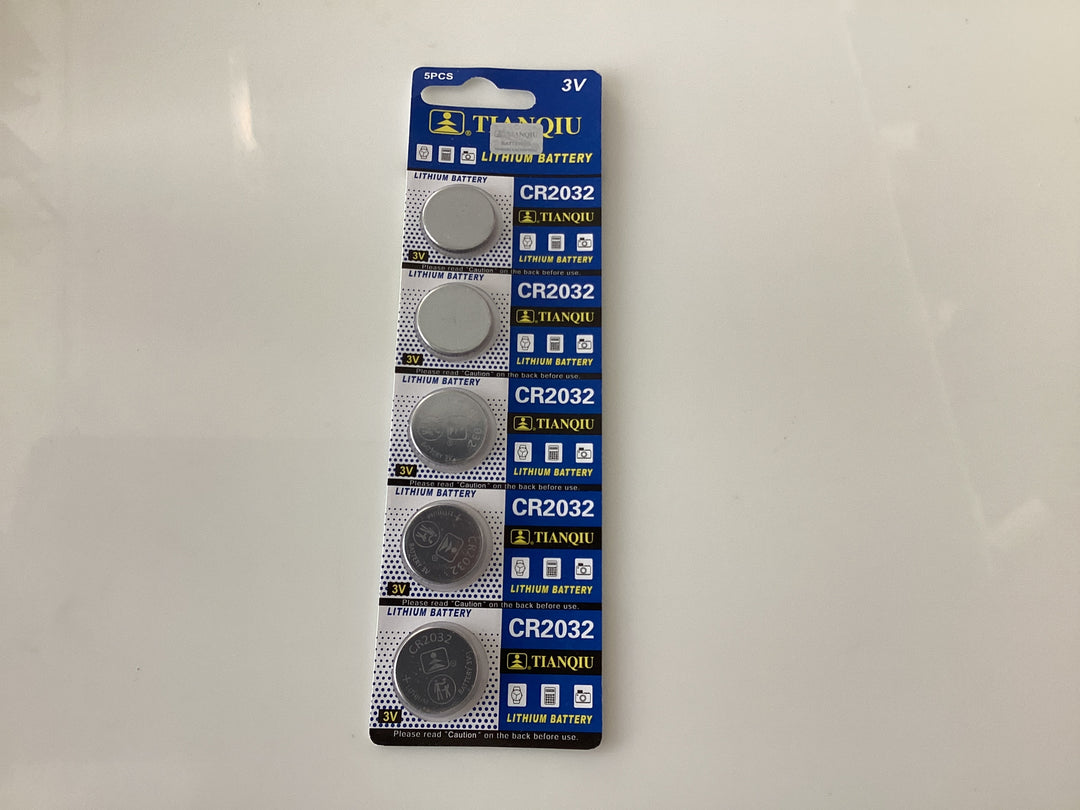 5PCS
3V
TIANQIU
LITHIUM BATTERY
LITHIUM BATTERY
CR2032
TIANQIU
3V
LITHIUM BATTERY
Please read "Caution" on the back before use.
LITHIUM BATTERY
CR2032
TIANQIU
3V
LITHIUM BATTERY
Please read "Caution" on the back before use.
LITHIUM BATTERY
CR2032
TIANQIU
3V
LITHIUM BATTERY
Please read "Caution" on the back before use.
LITHIUM BATTERY
CR2032
TIANQIU
CR2032
3V
LITHIUM BATTERY
Please read "Caution" on the back before use.
LITHIUM BATTERY
CR2032
CR2032
TIANQIU
3V
LITHIUM BATTERY
Please read "Caution" on the back before use.